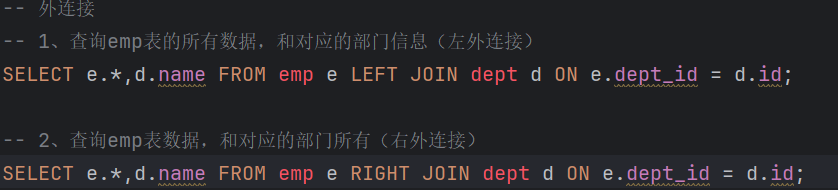 -- 外连接
-- 1、查询emp表的所有数据，和对应的部门信息（左外连接）
SELECT e.*,d.name FROM emp e LEFT JOIN dept d ON e.dept_id = d.id;
-- 2、查询emp表数据，和对应的部门所有（右外连接）
SELECT e.*,d.name FROM emp e RIGHT JOIN dept d ON e.dept_id = d.id;